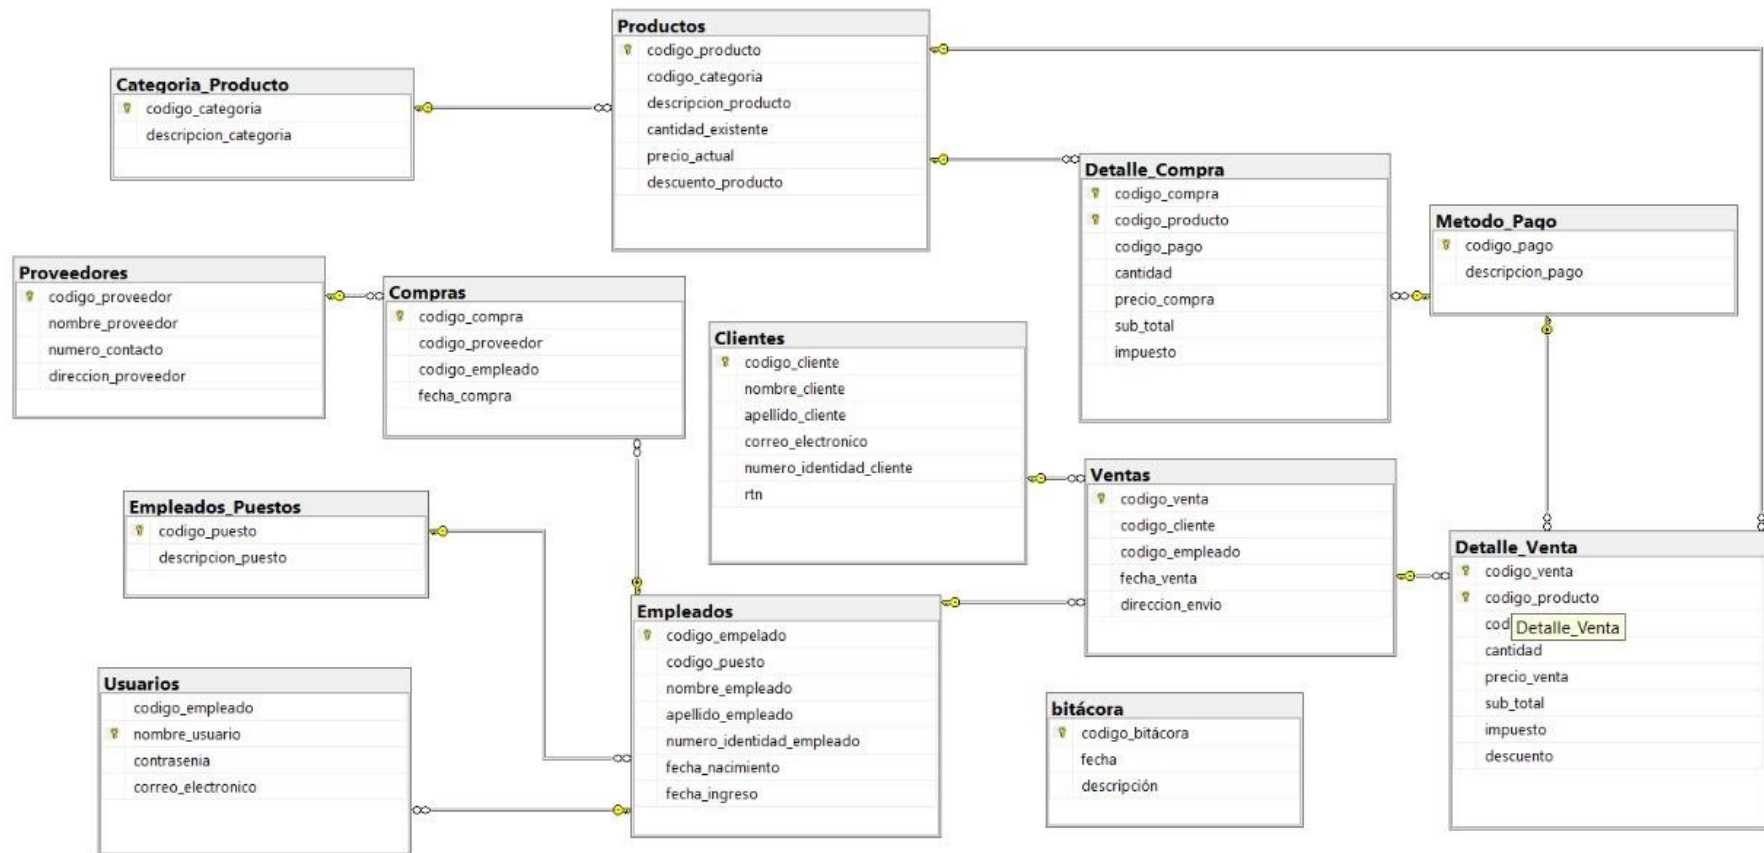 Productos
codigo_producto
codigo_categoria
descripcion_producto
cantidad_existente
precio_actual
descuento_producto
Categoria_Producto
codigo_categoria
descripcion_categoria
Detalle_Compra
codigo_compra
codigo_producto
codigo_pago
cantidad
precio_compra
sub_total
impuesto
Metodo_Pago
codigo_pago
descripcion_pago
Proveedores
codigo_proveedor
nombre_proveedor
numero_contacto
direccion_proveedor
Compras
codigo_compra
codigo_proveedor
codigo_empleado
fecha_compra
Clientes
codigo_cliente
nombre_cliente
apellido_cliente
correo_electronico
numero_identidad_cliente
rtn
Ventas
codigo_venta
codigo_cliente
codigo_empleado
fecha_venta
direccion_envio
Empleados_Puestos
codigo_puesto
descripcion_puesto
Detalle_Venta
codigo_venta
codigo_producto
cod
Detalle_Venta
cantidad
precio_venta
sub_total
impuesto
descuento
Empleados
codigo_empelado
codigo_puesto
nombre_empleado
apellido_empleado
numero_identidad_empleado
fecha_nacimiento
fecha_ingreso
Usuarios
codigo_empleado
nombre_usuario
contrasenia
correo_electronico
bitácora
codigo_bitácora
fecha
descripción